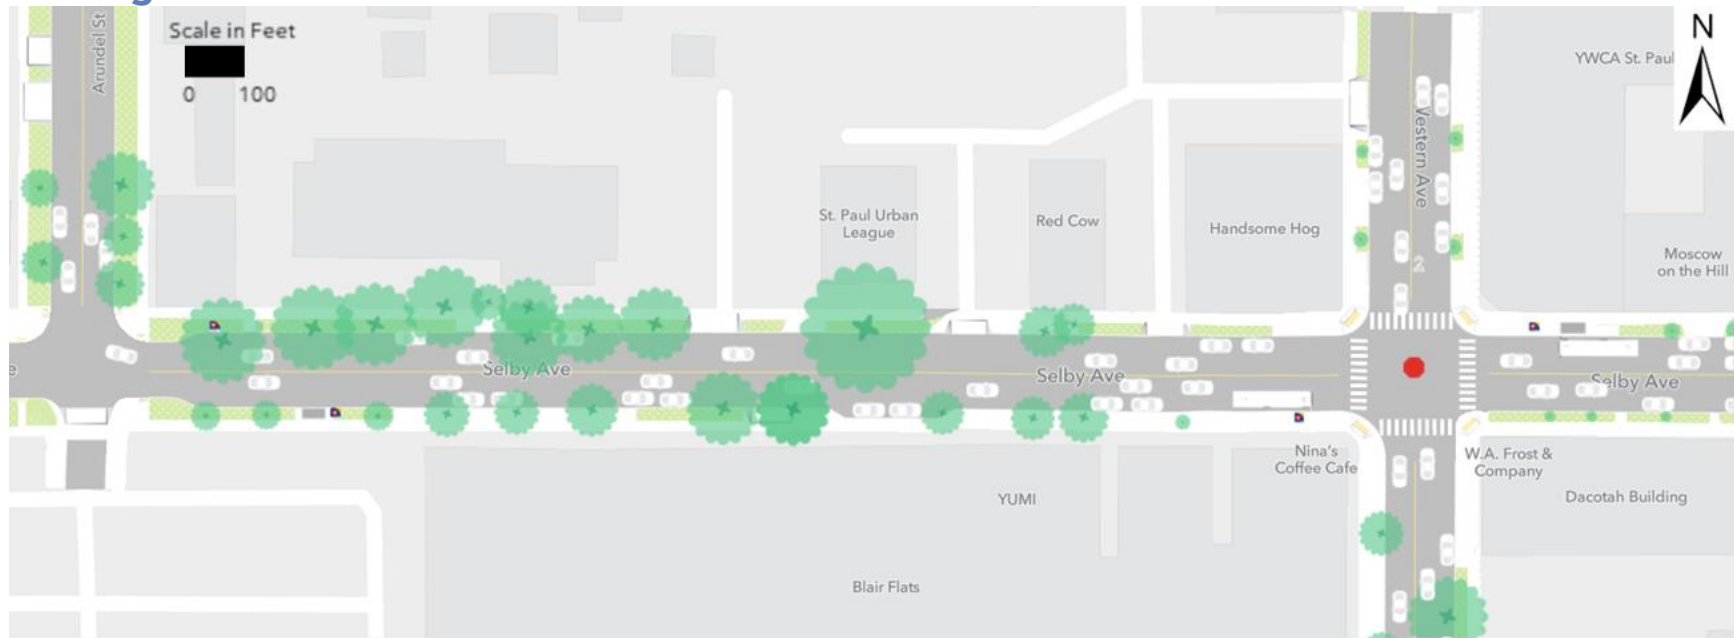 Arundel St
Scale in Feet
0 100
N
YWCA St. Paul
Western Ave
St. Paul Urban
League
Red Cow
Handsome Hog
Moscow
on the Hill
Selby Ave
Selby Ave
Selby Ave
Nina's
Coffee Cafe
W.A. Frost &
Company
YUMI
Dacotah Building
Blair Flats